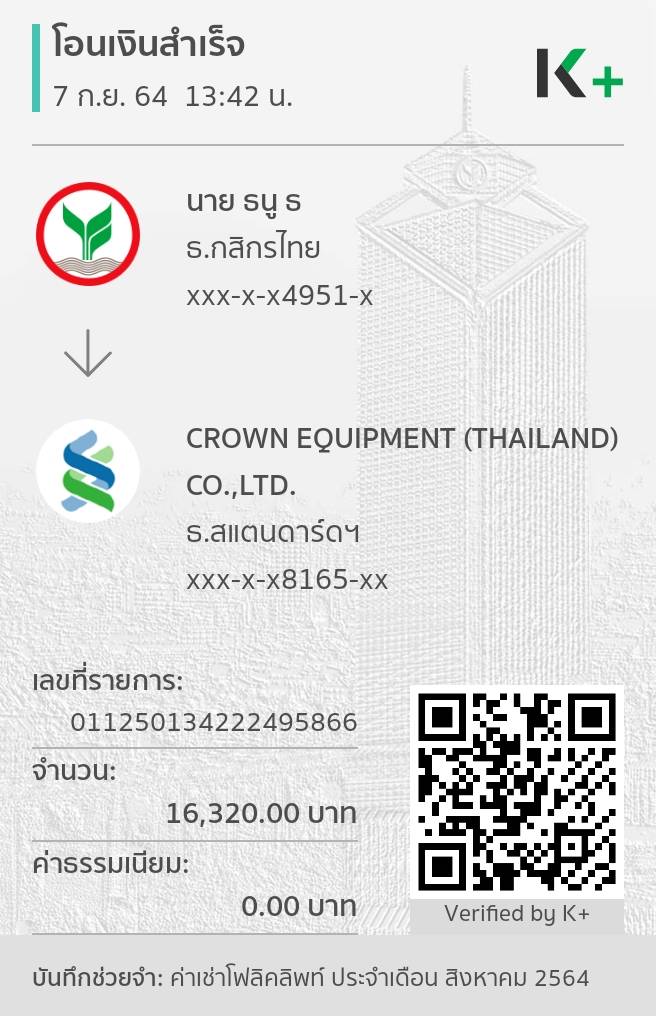 โอนเงินสำเร็จ
7 ก.ย. 64 13:42 น.
K+
นาย ธนู ธ
ธ.กสิกรไทย
xxx-x-x4951-x
CROWN EQUIPMENT (THAILAND)
CO.,LTD.
ธ.สแตนดาร์ดฯ
xxx-x-x8165-xx
เลขที่รายการ:
011250134222495866
จำนวน:
16,320.00 บาท
ค่าธรรมเนียม:
0.00 บาท
Verified by K+
บันทึกช่วยจำ: ค่าเช่าโฟลิคลิพท์ ประจำเดือน สิงหาคม 2564